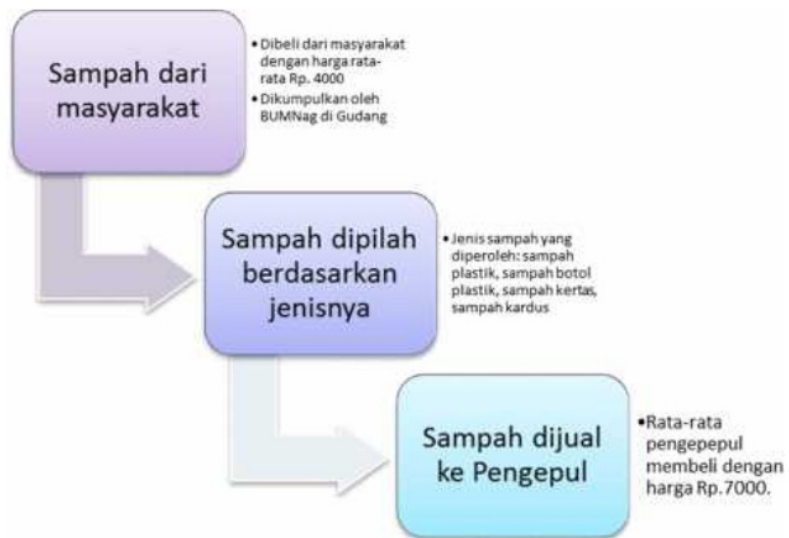 Sampah dari
masyarakat
• Dibeli dari masyarakat
dengan harga rata-
rata Rp. 4000
• Dikumpulkan oleh
BUMNag di Gudang
Sampah dipilah
berdasarkan
jenisnya
• Jenis sampah yang
diperoleh: sampah
plastik, sampah botol
plastik, sampah kertas,
sampah kardus
Sampah dijual
ke Pengepul
• Rata-rata
pengepepul
membeli dengan
harga Rp.7000.